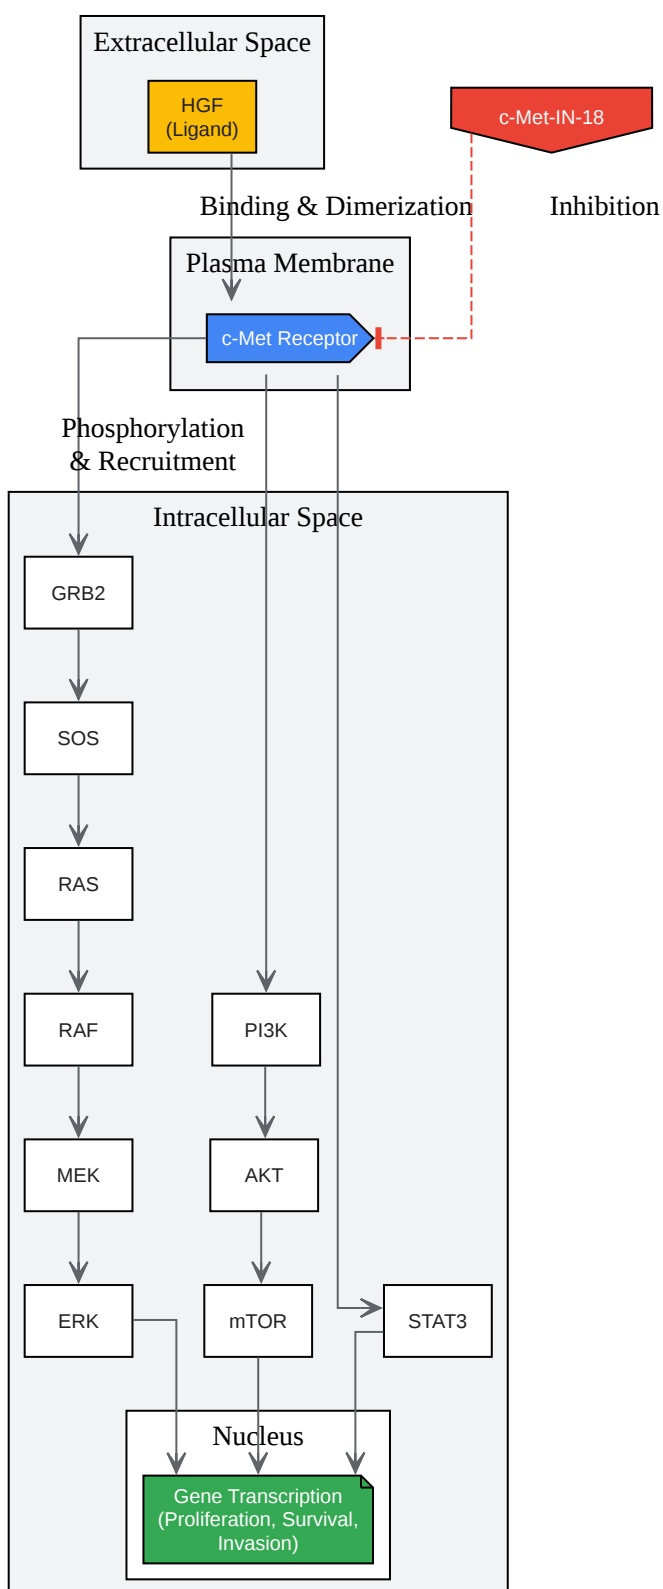 Extracellular Space
HGF
(Ligand)
c-Met-IN-18
Binding & Dimerization
Inhibition
Plasma Membrane
c-Met Receptor
Phosphorylation
& Recruitment
Intracellular Space
GRB2
SOS
RAS
RAF
PI3K
MEK
AKT
ERK
mTOR
STAT3
Nucleus
Gene Transcription
(Proliferation, Survival,
Invasion)